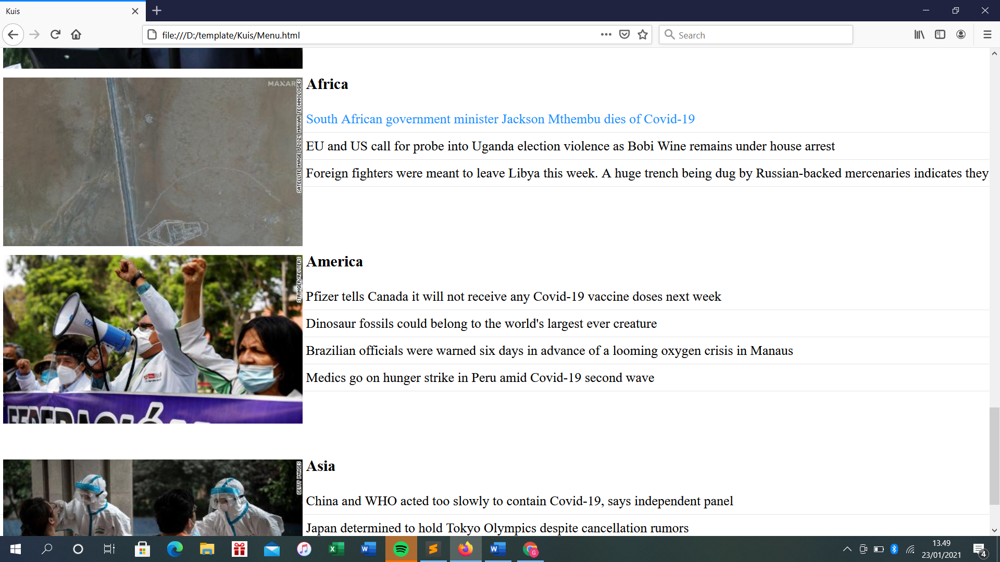 Kuis
file:///D:/template/Kuis/Menu.html
Search
MAXAR
SATELLITE IMAGE ©2021 MAXAR TECHNOLOGIES
Africa
South African government minister Jackson Mthembu dies of Covid-19
EU and US call for probe into Uganda election violence as Bobi Wine remains under house arrest
Foreign fighters were meant to leave Libya this week. A huge trench being dug by Russian-backed mercenaries indicates they
STRINGER/REUTERS
America
Pfizer tells Canada it will not receive any Covid-19 vaccine doses next week
Dinosaur fossils could belong to the world's largest ever creature
Brazilian officials were warned six days in advance of a looming oxygen crisis in Manaus
Medics go on hunger strike in Peru amid Covid-19 second wave
GETTY IMAGES
Asia
China and WHO acted too slowly to contain Covid-19, says independent panel
Japan determined to hold Tokyo Olympics despite cancellation rumors
13.49
23/01/2021
4